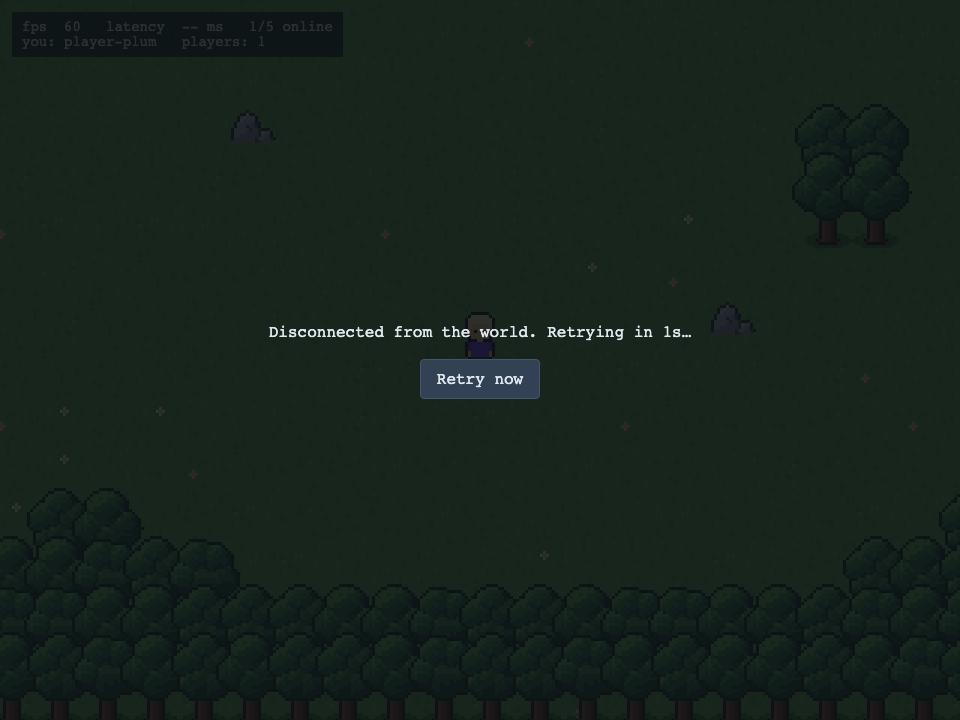 fps 60 latency -- ms 1/5 online
you: player-plum players: 1
Disconnected from the world. Retrying in 1s…
Retry now